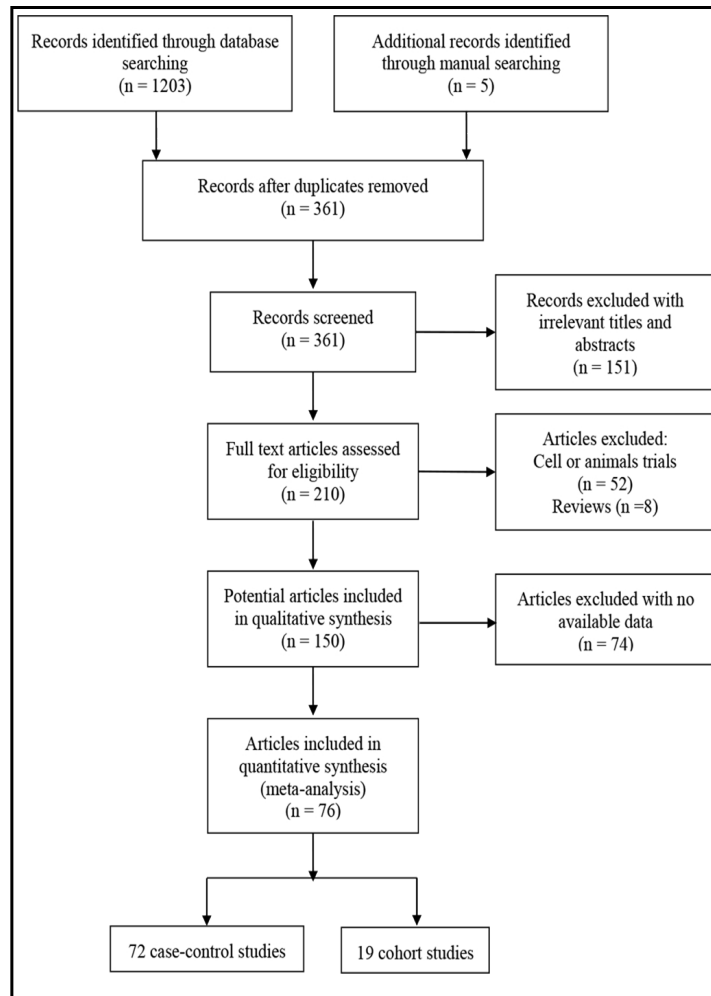 Records identified through database
searching
(n = 1203)
Additional records identified
through manual searching
(n = 5)
Records after duplicates removed
(n = 361)
Records screened
(n = 361)
Records excluded with
irrelevant titles and
abstracts
(n = 151)
Full text articles assessed
for eligibility
(n = 210)
Articles excluded:
Cell or animals trials
(n = 52)
Reviews (n =8)
Potential articles included
in qualitative synthesis
(n = 150)
Articles excluded with no
available data
(n = 74)
Articles included in
quantitative synthesis
(meta-analysis)
(n = 76)
72 case-control studies
19 cohort studies